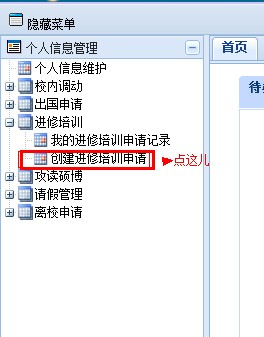 隐藏菜单
个人信息管理
首页
个人信息维护
校内调动
出国申请
进修培训
我的进修培训申请记录
创建进修培训申请
点这儿
攻读硕博
请假管理
离校申请